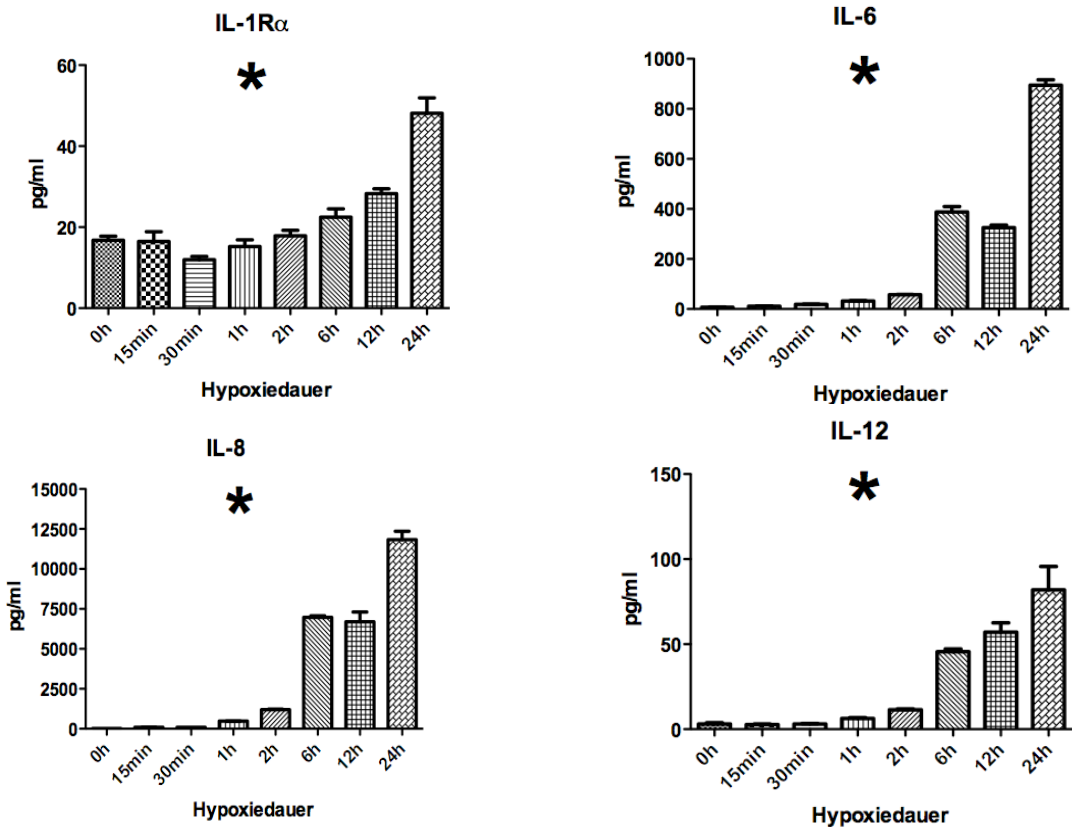 IL-1Rα
*
60
40
20
0
pg/ml
0h 15min 30min 1h 2h 6h 12h 24h
Hypoxiedauer
IL-6
*
1000
800
600
400
200
0
pg/ml
0h 15min 30min 1h 2h 6h 12h 24h
Hypoxiedauer
IL-8
*
15000
12500
10000
7500
5000
2500
0
pg/ml
0h 15min 30min 1h 2h 6h 12h 24h
Hypoxiedauer
IL-12
*
150
100
50
0
pg/ml
0h 15min 30min 1h 2h 6h 12h 24h
Hypoxiedauer